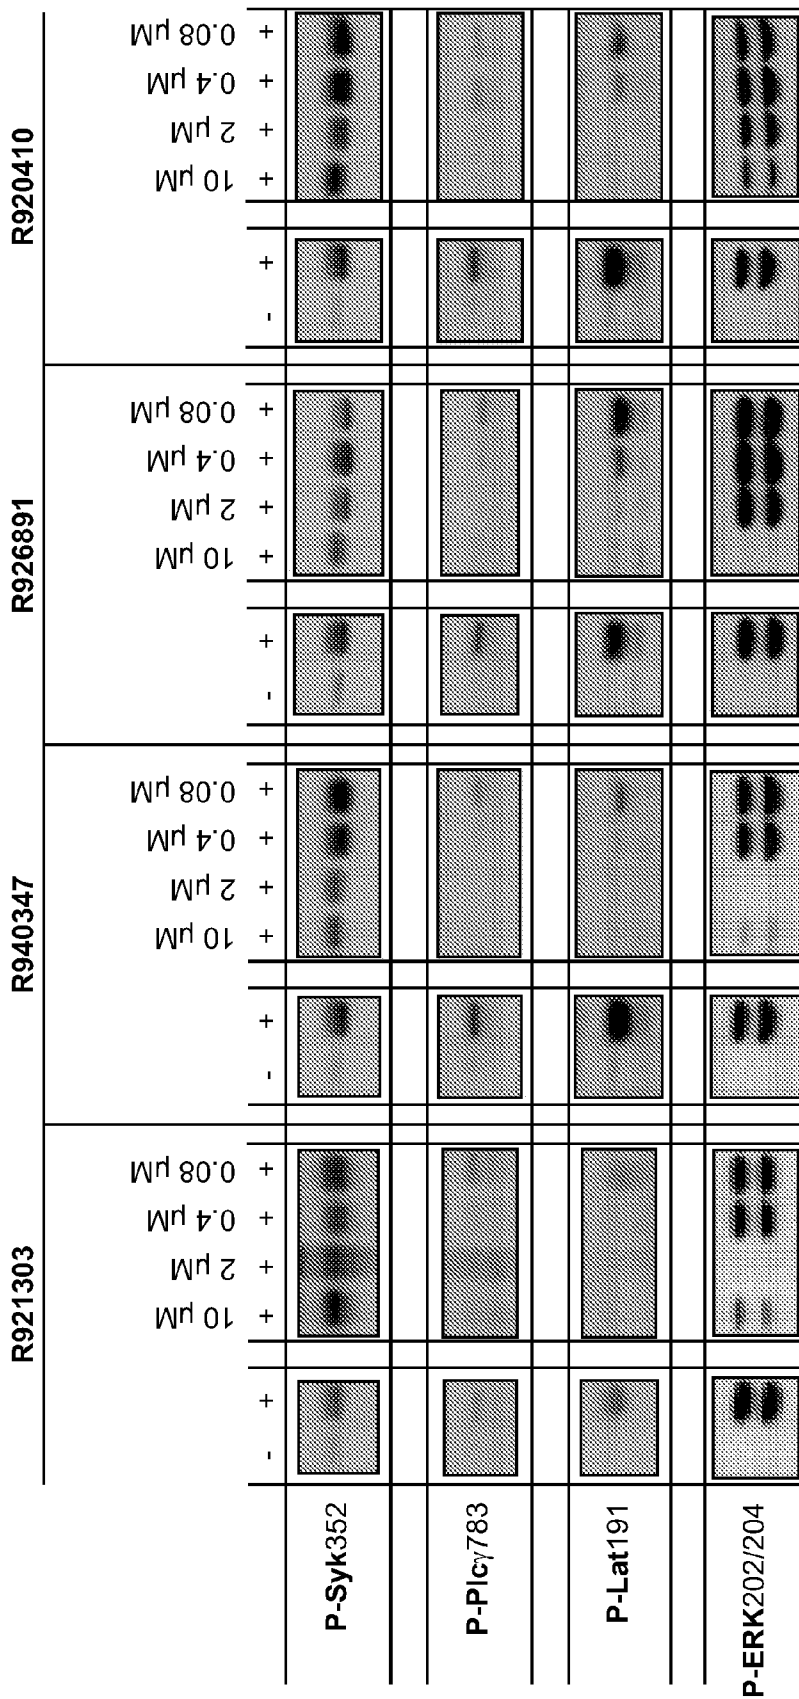 R921303 R940347 R926891 R920410
10 µM 2 µM 0.4 µM 0.08 µM 10 µM 2 µM 0.4 µM 0.08 µM 10 µM 2 µM 0.4 µM 0.08 µM 10 µM 2 µM 0.4 µM 0.08 µM
- + + + + + - + + + + + - + + + + + - + + + + +
P-Syk352
P-Plcγ783
P-Lat191
P-ERK202/204